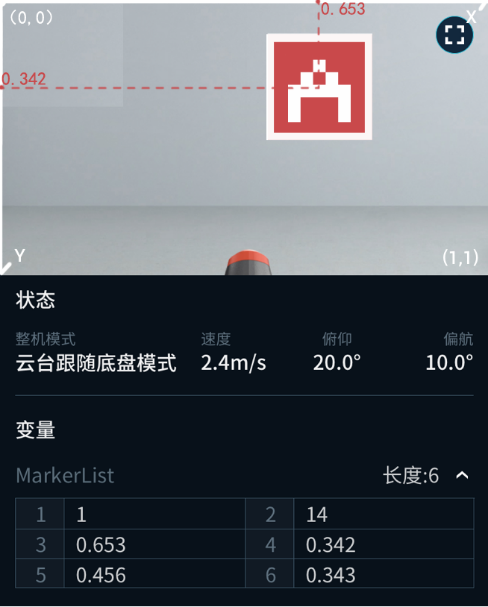 (0,0)
0.653
X
0.342
Y
(1,1)
状态
整机模式 速度 俯仰 偏航
云台跟随底盘模式 2.4m/s 20.0° 10.0°
变量
MarkerList 长度:6
1 1 2 14
3 0.653 4 0.342
5 0.456 6 0.343